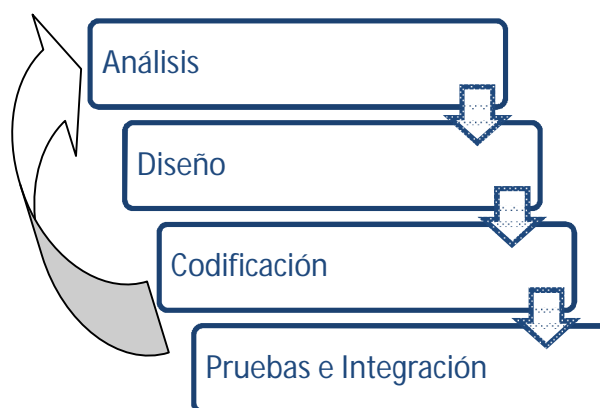 Análisis
Diseño
Codificación
Pruebas e Integración